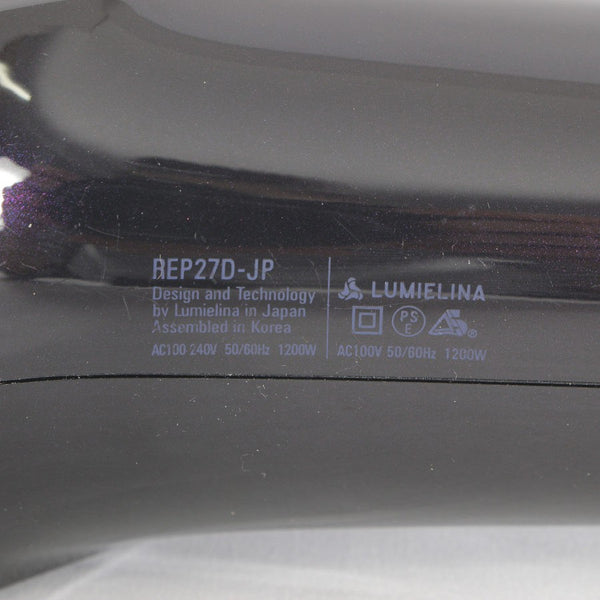 REP27D-JP
Design and Technology
by Lumielina in Japan
Assembled in Korea
AC100-240V 50/60Hz 1200W
LUMIELINA
PS
E
®
AC100V 50/60Hz 1200W